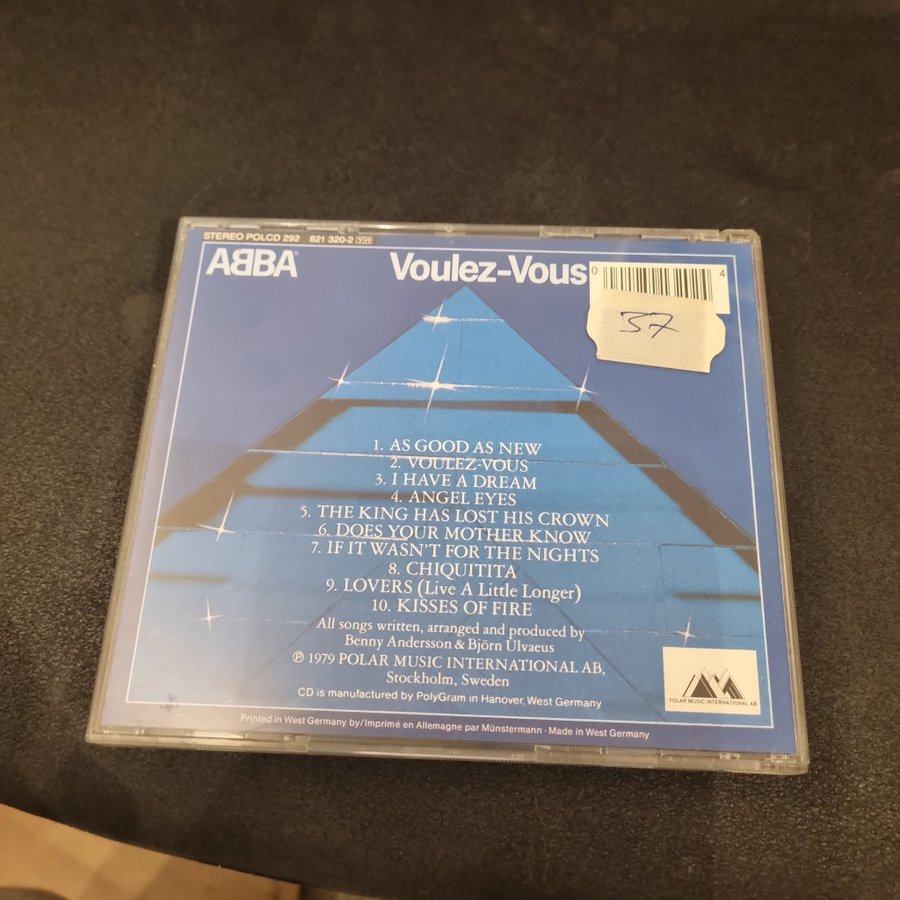 STEREO POLCD 292 821 320-2 YH
ABBA
Voulez-Vous
0 4
37
1. AS GOOD AS NEW
2. VOULEZ-VOUS
3. I HAVE A DREAM
4. ANGEL EYES
5. THE KING HAS LOST HIS CROWN
6. DOES YOUR MOTHER KNOW
7. IF IT WASN'T FOR THE NIGHTS
8. CHIQUITITA
9. LOVERS (Live A Little Longer)
10. KISSES OF FIRE
All songs written, arranged and produced by
Benny Andersson & Björn Ulvaeus
℗ 1979 POLAR MUSIC INTERNATIONAL AB,
Stockholm, Sweden
CD is manufactured by PolyGram in Hanover, West Germany
POLAR MUSIC INTERNATIONAL AB
Printed in West Germany by/Imprimé en Allemagne par Münstermann · Made in West Germany